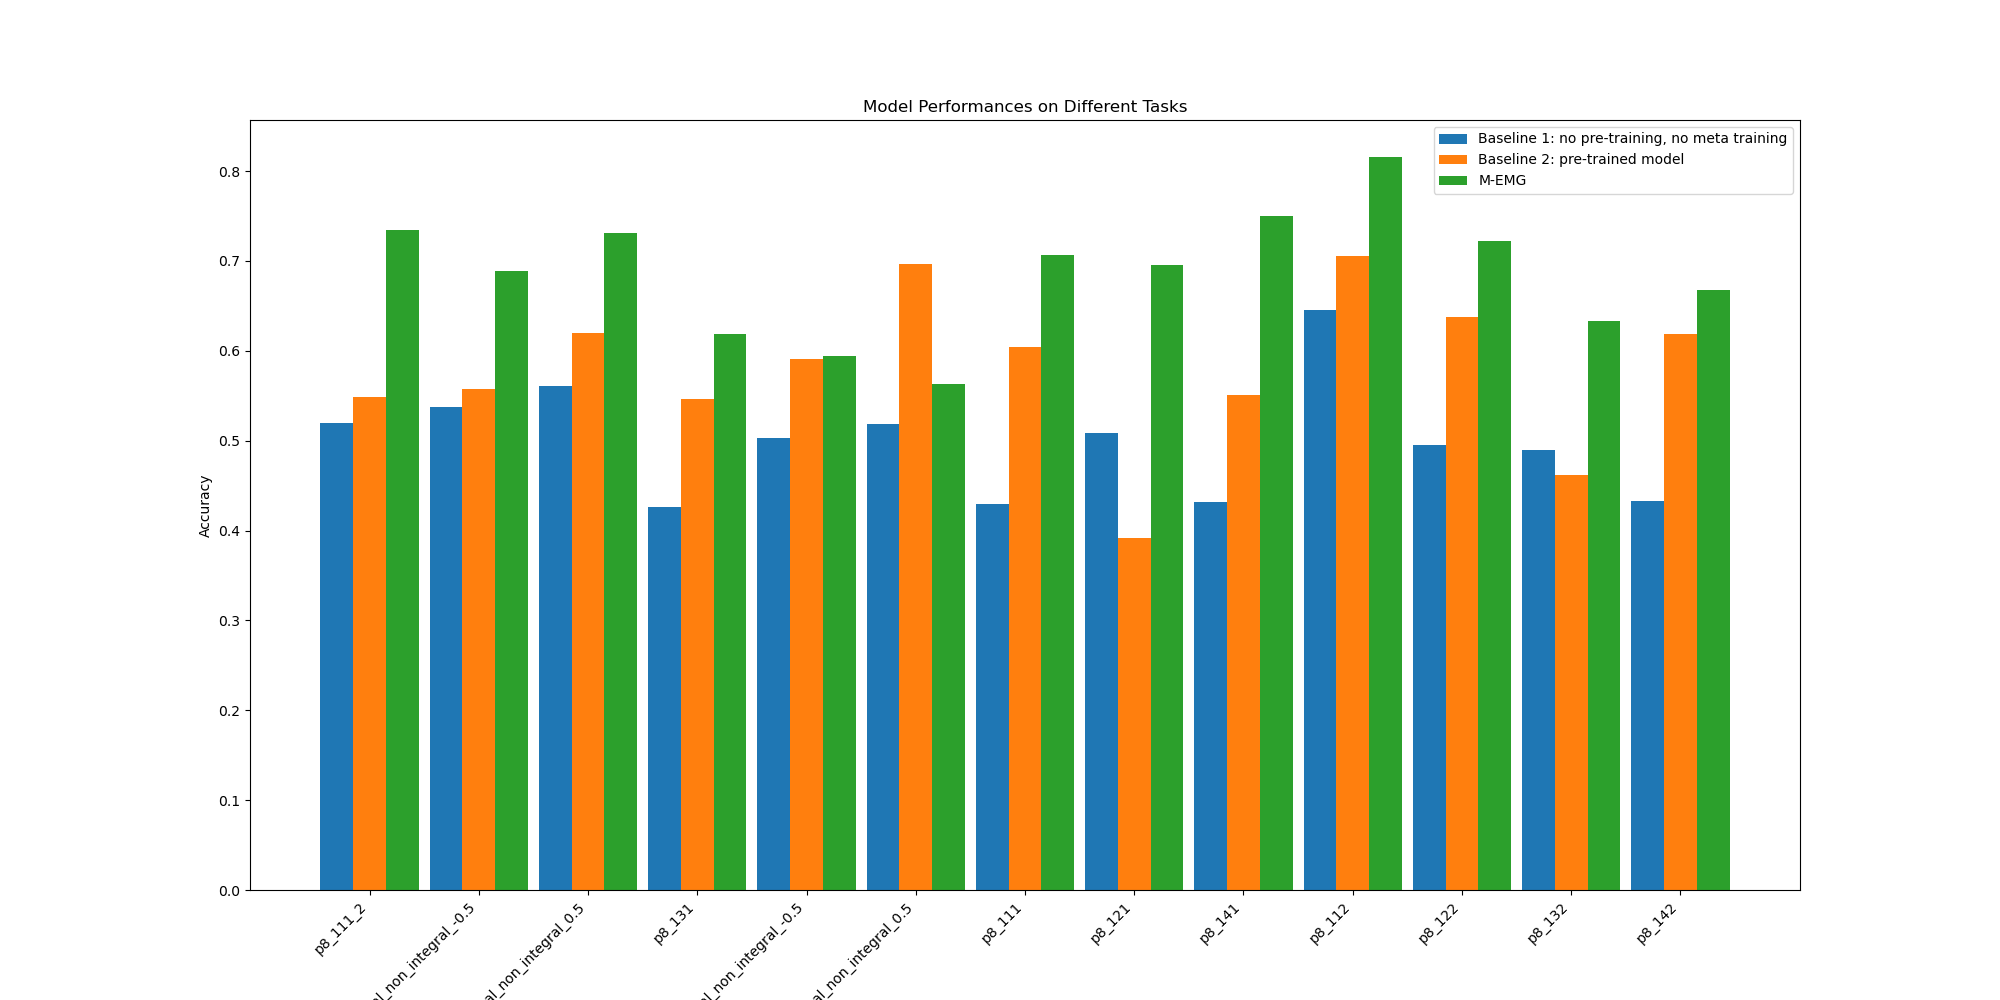 Model Performances on Different Tasks
Baseline 1: no pre-training, no meta training
Baseline 2: pre-trained model
M-EMG
Accuracy
0.8
0.7
0.6
0.5
0.4
0.3
0.2
0.1
0.0
p8_111_2
al_non_integral_-0.5
al_non_integral_0.5
p8_131
al_non_integral_-0.5
al_non_integral_0.5
p8_111
p8_121
p8_141
p8_112
p8_122
p8_132
p8_142